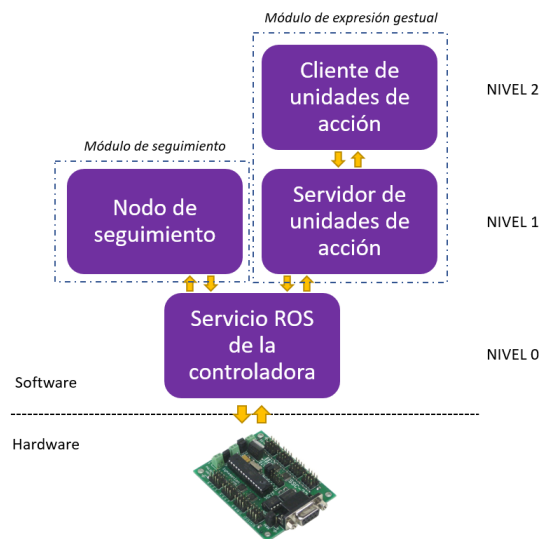 Módulo de expresión gestual
Cliente de
unidades de
acción
NIVEL 2
Módulo de seguimiento
Nodo de
seguimiento
Servidor de
unidades de
acción
NIVEL 1
Servicio ROS
de la
controladora
NIVEL 0
Software
Hardware